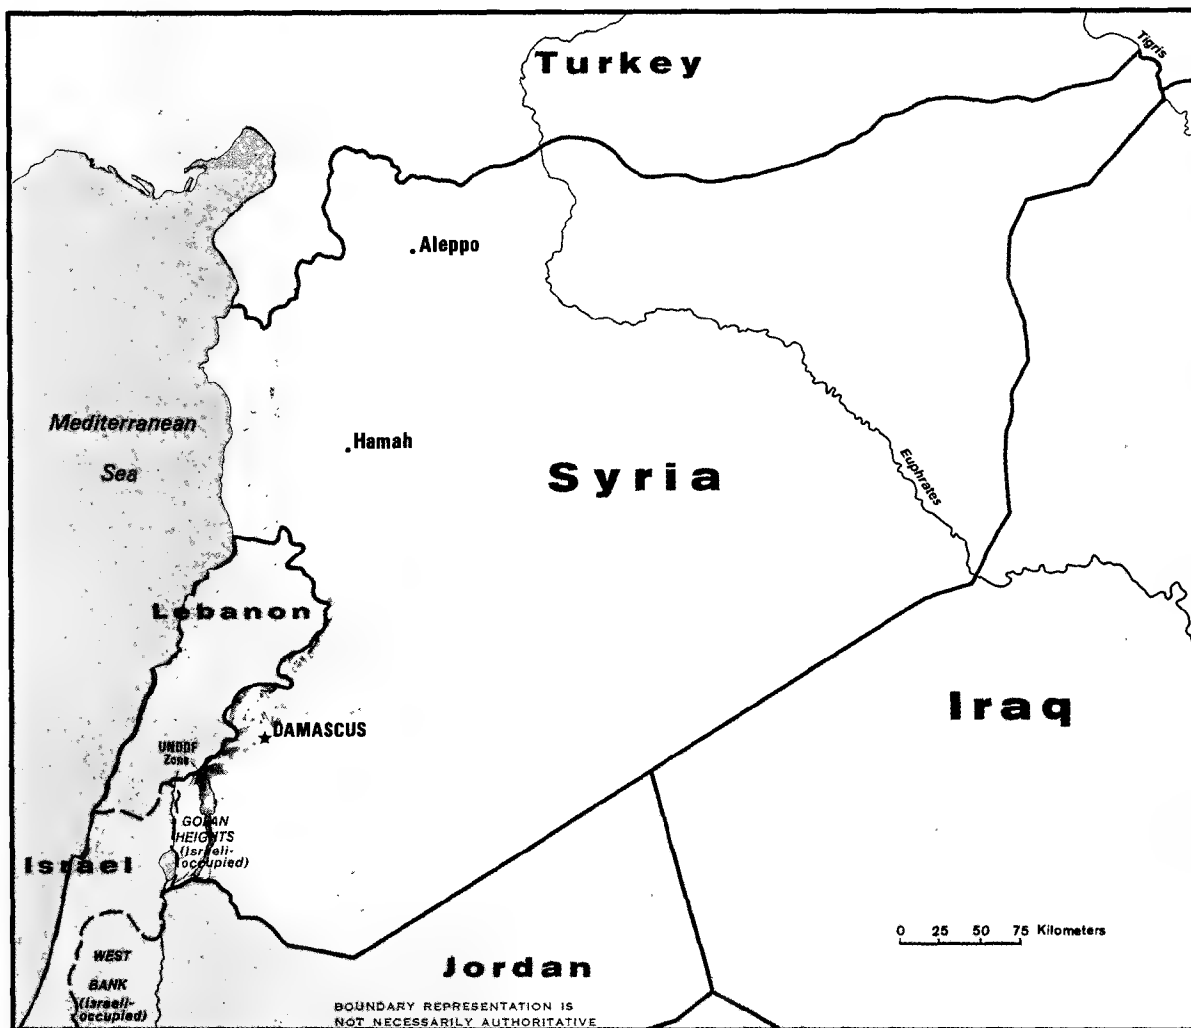 Tigris
Turkey
Aleppo
Mediterranean
Sea
Hamah
Syria
Euphrates
Lebanon
Iraq
DAMASCUS
UNDOF
Zone
GOLAN
HEIGHTS
(Israeli-
occupied)
Israel
0 25 50 75 Kilometers
WEST
BANK
(Israeli-
occupied)
Jordan
BOUNDARY REPRESENTATION IS
NOT NECESSARILY AUTHORITATIVE